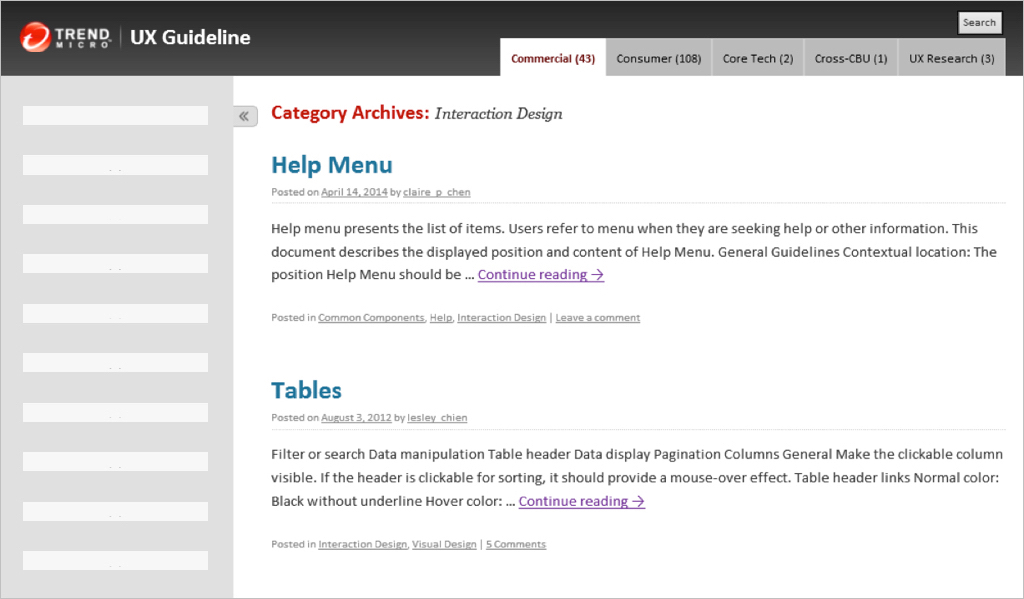 Search
TREND
MICRO
UX Guideline
Commercial (43)
Consumer (108)
Core Tech (2)
Cross-CBU (1)
UX Research (3)
«
Category Archives: Interaction Design
Help Menu
Posted on April 14, 2014 by claire_p_chen
Help menu presents the list of items. Users refer to menu when they are seeking help or other information. This
document describes the displayed position and content of Help Menu. General Guidelines Contextual location: The
position Help Menu should be … Continue reading →
Posted in Common Components, Help, Interaction Design | Leave a comment
Tables
Posted on August 3, 2012 by lesley_chien
Filter or search Data manipulation Table header Data display Pagination Columns General Make the clickable column
visible. If the header is clickable for sorting, it should provide a mouse-over effect. Table header links Normal color:
Black without underline Hover color: … Continue reading →
Posted in Interaction Design, Visual Design | 5 Comments